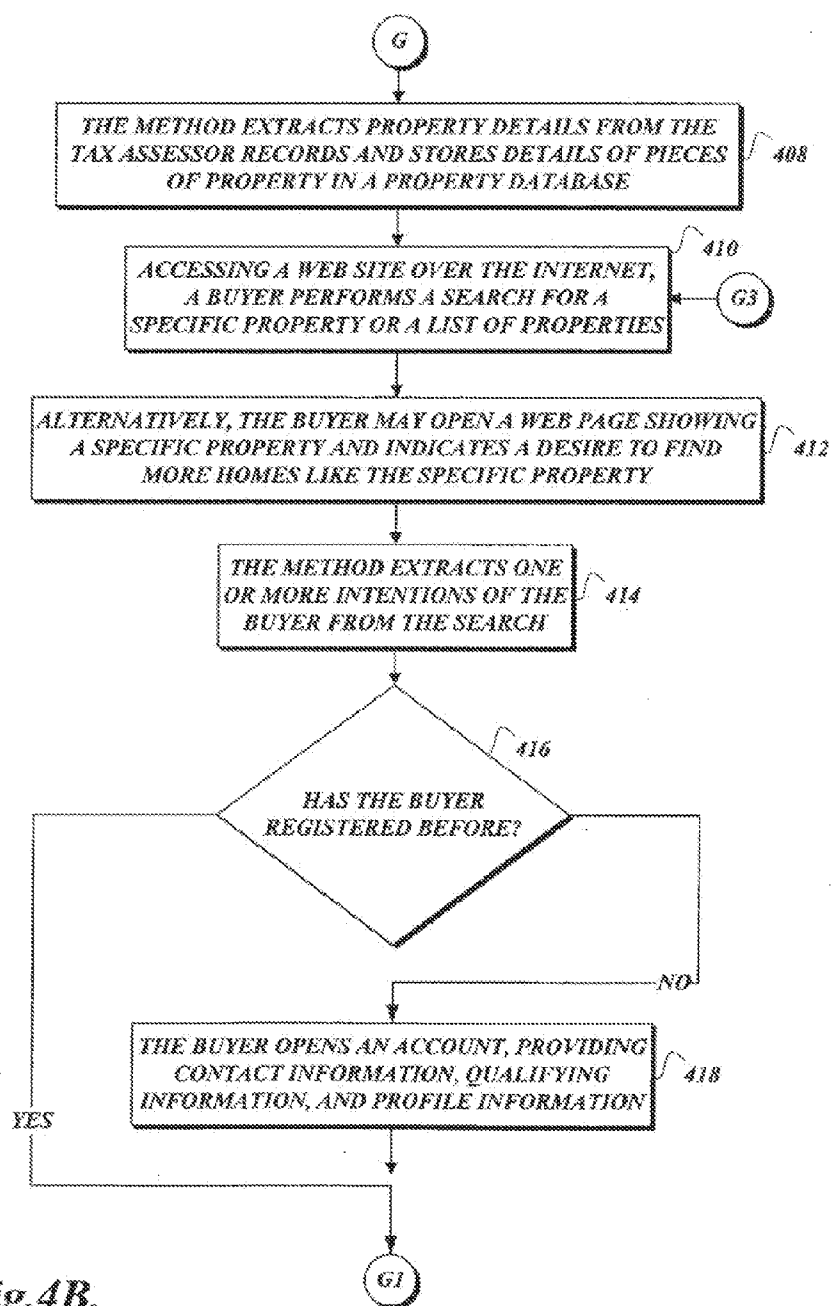 G
THE METHOD EXTRACTS PROPERTY DETAILS FROM THE
TAX ASSESSOR RECORDS AND STORES DETAILS OF PIECES
OF PROPERTY IN A PROPERTY DATABASE
408
410
ACCESSING A WEB SITE OVER THE INTERNET,
A BUYER PERFORMS A SEARCH FOR A
SPECIFIC PROPERTY OR A LIST OF PROPERTIES
G3
ALTERNATIVELY, THE BUYER MAY OPEN A WEB PAGE SHOWING
A SPECIFIC PROPERTY AND INDICATES A DESIRE TO FIND
MORE HOMES LIKE THE SPECIFIC PROPERTY
412
THE METHOD EXTRACTS ONE
OR MORE INTENTIONS OF THE
BUYER FROM THE SEARCH
414
416
HAS THE BUYER
REGISTERED BEFORE?
NO
THE BUYER OPENS AN ACCOUNT, PROVIDING
CONTACT INFORMATION, QUALIFYING
INFORMATION, AND PROFILE INFORMATION
418
YES
G1
ig.4B.